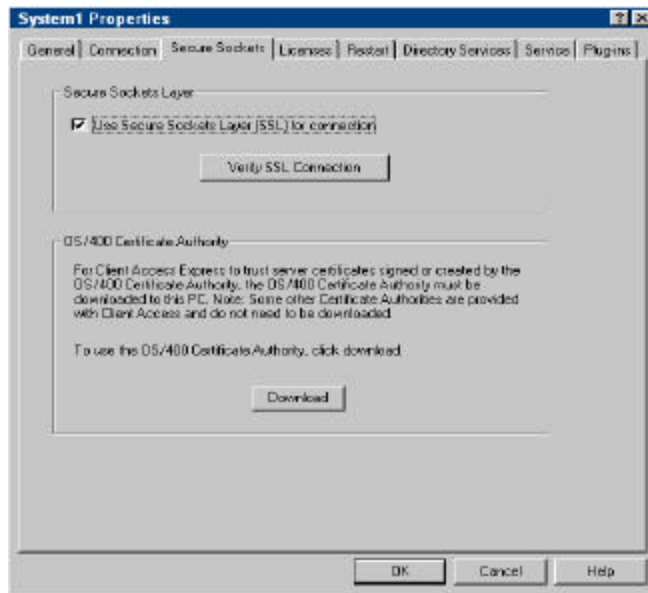 System1 Properties
General Connection Secure Sockets Licenses Restart Directory Services Service Plug-ins
Secure Sockets Layer
Use Secure Sockets Layer (SSL) for connection
Verify SSL Connection
OS/400 Certificate Authority
For Client Access Express to trust server certificates signed or created by the
OS/400 Certificate Authority, the OS/400 Certificate Authority must be
downloaded to this PC. Note: Some other Certificate Authorities are provided
with Client Access and do not need to be downloaded.
To use the OS/400 Certificate Authority, click download.
Download
OK Cancel Help